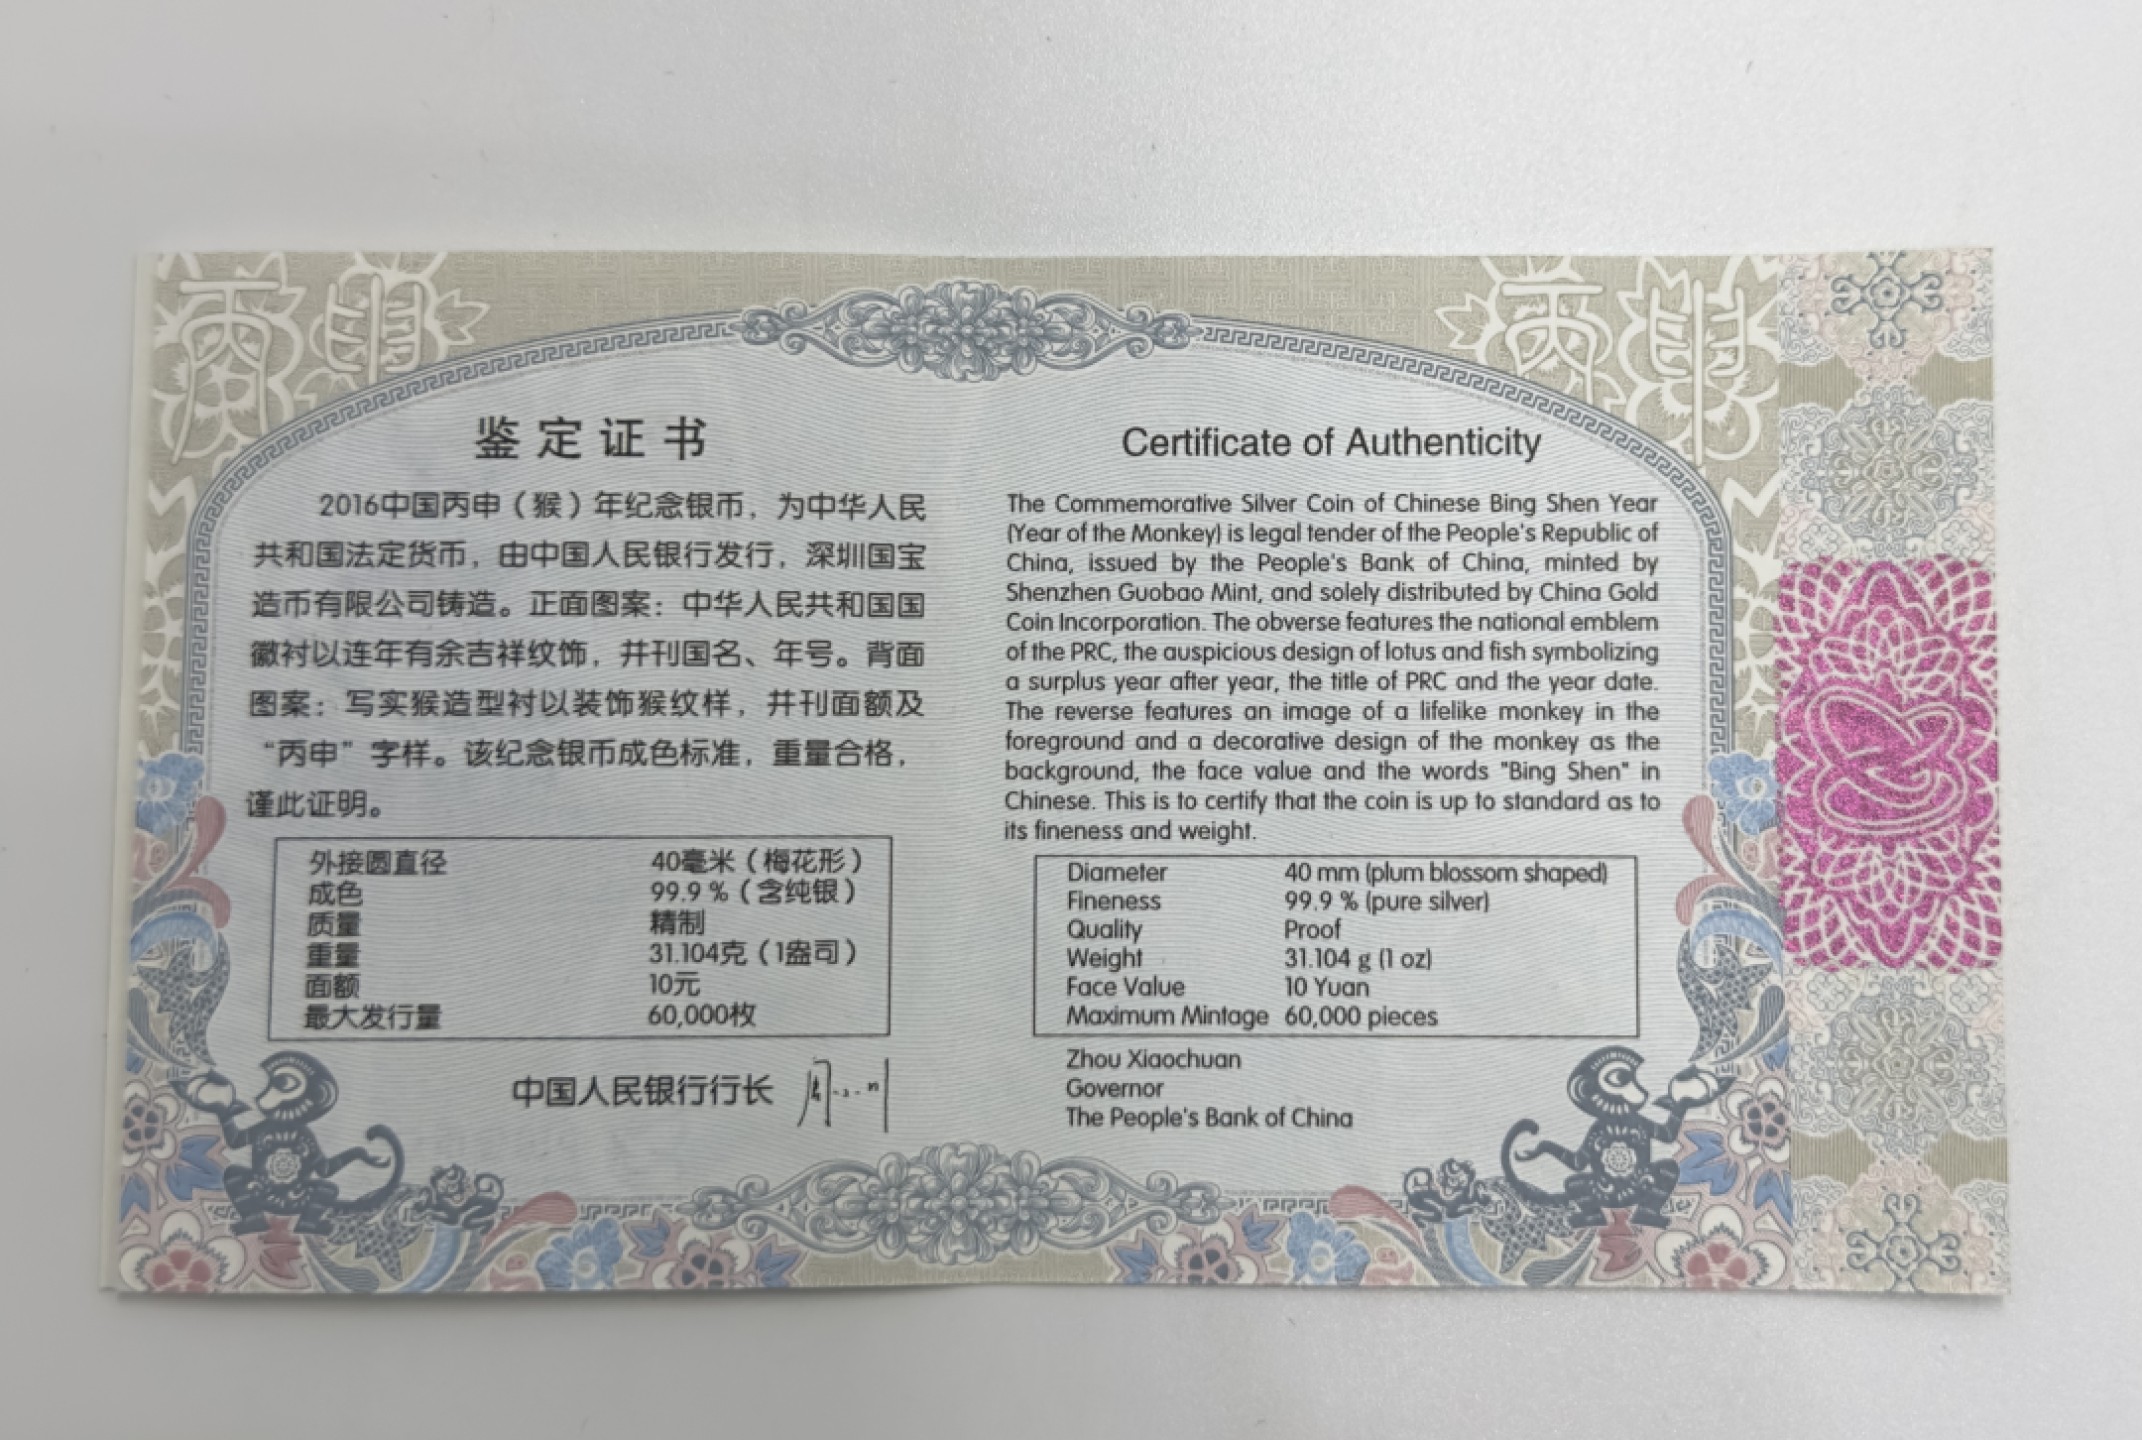 丙申
丙申
鉴定证书
2016中国丙申（猴）年纪念银币，为中华人民
共和国法定货币，由中国人民银行发行，深圳国宝
造币有限公司铸造。正面图案：中华人民共和国国
徽衬以连年有余吉祥纹饰，并刊国名、年号。背面
图案：写实猴造型衬以装饰猴纹样，并刊面额及
“丙申”字样。该纪念银币成色标准，重量合格，
谨此证明。
外接圆直径 40毫米（梅花形）
成色 99.9％（含纯银）
质量 精制
重量 31.104克（1盎司）
面额 10元
最大发行量 60,000枚
中国人民银行行长 周小川
Certificate of Authenticity
The Commemorative Silver Coin of Chinese Bing Shen Year
(Year of the Monkey) is legal tender of the People's Republic of
China, issued by the People's Bank of China, minted by
Shenzhen Guobao Mint, and solely distributed by China Gold
Coin Incorporation. The obverse features the national emblem
of the PRC, the auspicious design of lotus and fish symbolizing
a surplus year after year, the title of PRC and the year date.
The reverse features an image of a lifelike monkey in the
foreground and a decorative design of the monkey as the
background, the face value and the words "Bing Shen" in
Chinese. This is to certify that the coin is up to standard as to
its fineness and weight.
Diameter 40 mm (plum blossom shaped)
Fineness 99.9 % (pure silver)
Quality Proof
Weight 31.104 g (1 oz)
Face Value 10 Yuan
Maximum Mintage 60,000 pieces
Zhou Xiaochuan
Governor
The People's Bank of China